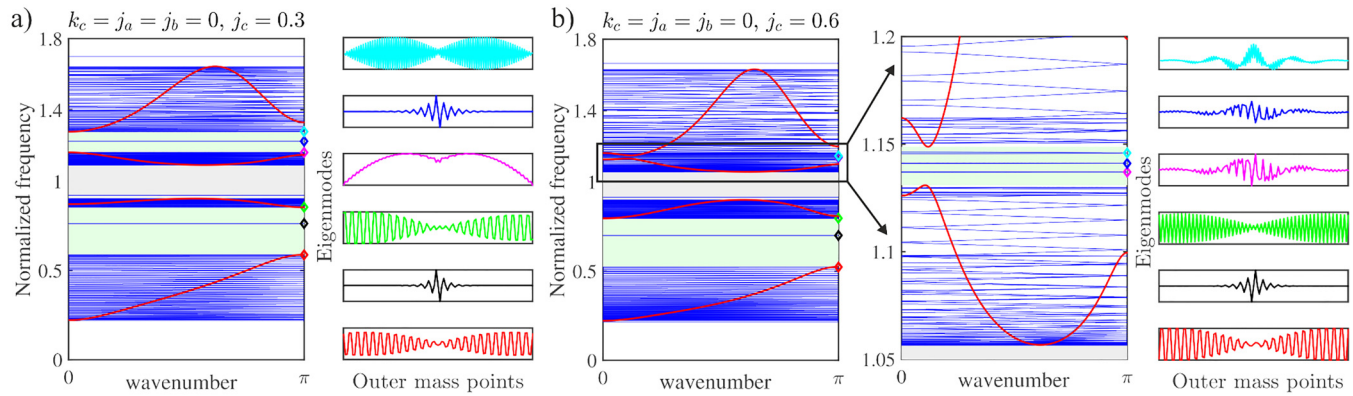 a)
k_c = j_a = j_b = 0, j_c = 0.3
Normalized frequency
1.8
1.4
1
0.5
0
0
π
wavenumber
Eigenmodes
Outer mass points
b)
k_c = j_a = j_b = 0, j_c = 0.6
Normalized frequency
1.8
1.4
1
0.5
0
0
π
wavenumber
1.2
1.15
1.1
1.05
0
π
wavenumber
Eigenmodes
Outer mass points